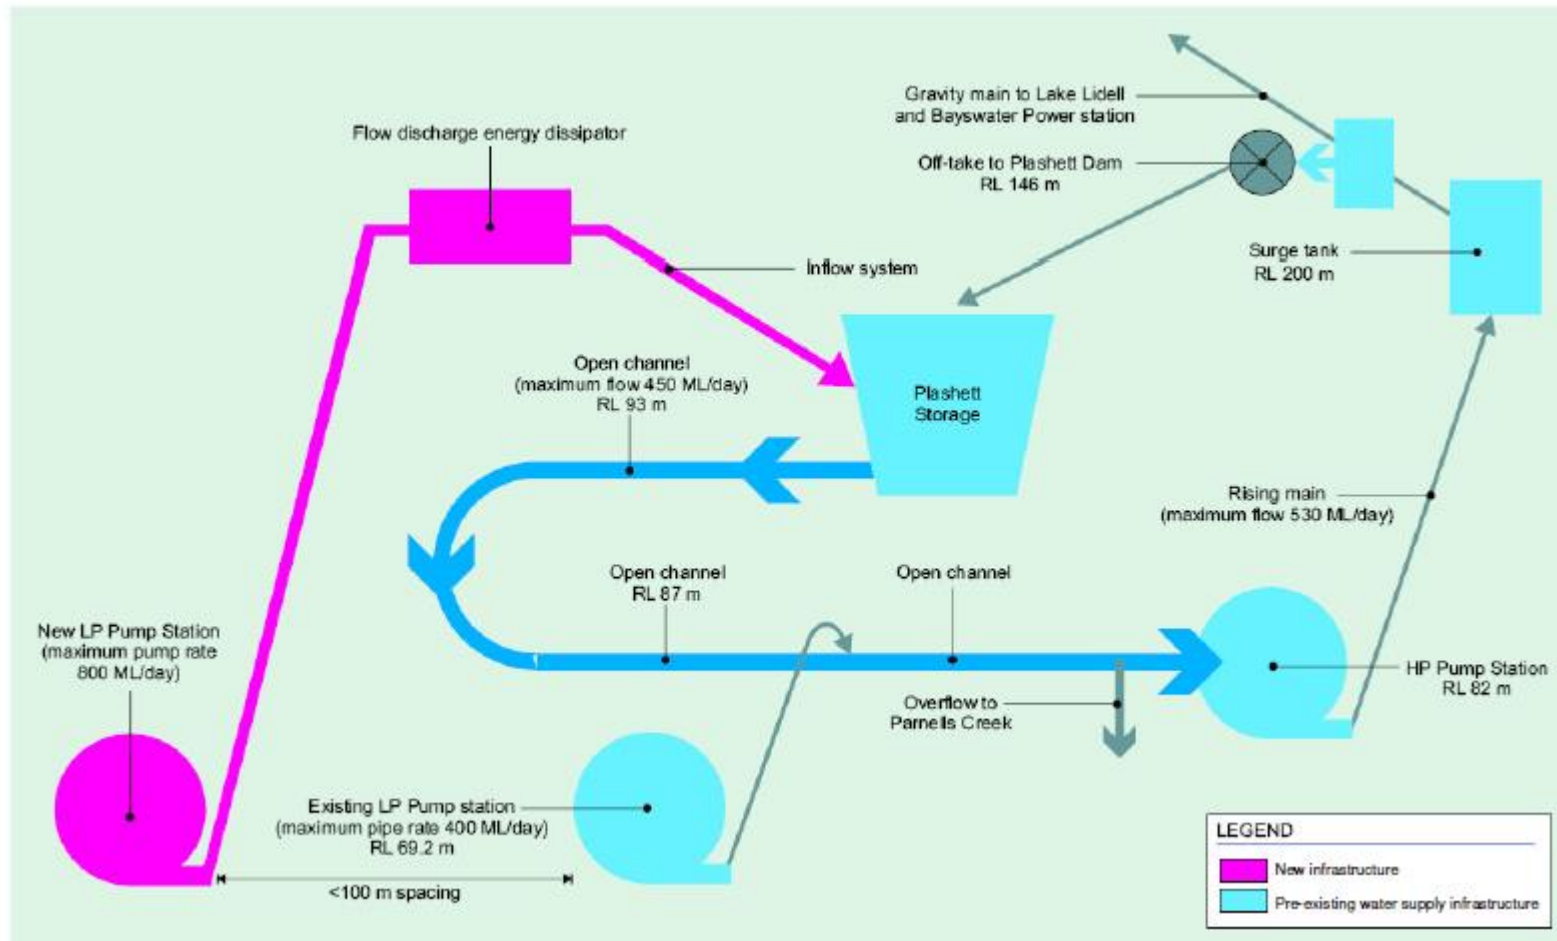 Gravity main to Lake Lidell
and Bayswater Power station
Flow discharge energy dissipator
Off-take to Plashett Dam
RL 146 m
Surge tank
RL 200 m
Inflow system
Open channel
(maximum flow 450 ML/day)
RL 93 m
Plashett
Storage
Rising main
(maximum flow 530 ML/day)
Open channel
RL 87 m
Open channel
New LP Pump Station
(maximum pump rate
800 ML/day)
HP Pump Station
RL 82 m
Overflow to
Parnells Creek
Existing LP Pump station
(maximum pipe rate 400 ML/day)
RL 69.2 m
<100 m spacing
LEGEND
New infrastructure
Pre-existing water supply infrastructure